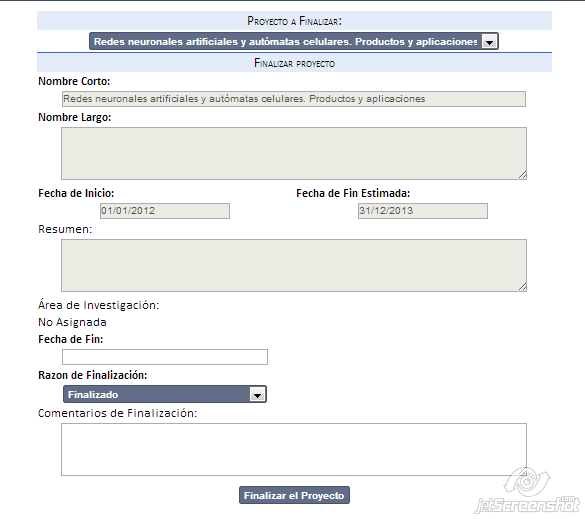 Proyecto a Finalizar:
Redes neuronales artificiales y autómatas celulares. Productos y aplicaciones
Finalizar proyecto
Nombre Corto:
Redes neuronales artificiales y autómatas celulares. Productos y aplicaciones
Nombre Largo:
Fecha de Inicio: Fecha de Fin Estimada:
01/01/2012 31/12/2013
Resumen:
Área de Investigación:
No Asignada
Fecha de Fin:
Razon de Finalización:
Finalizado
Comentarios de Finalización:
Finalizar el Proyecto
jetScreenshot.com